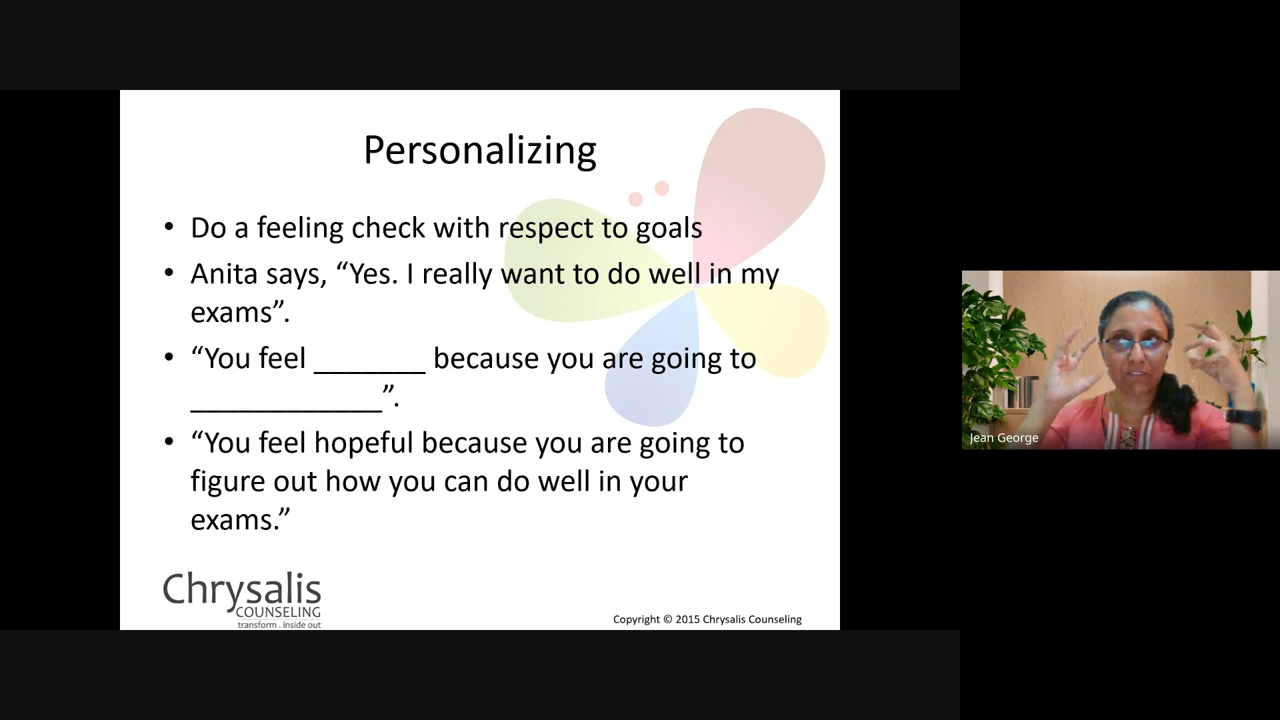 Personalizing
• Do a feeling check with respect to goals
• Anita says, “Yes. I really want to do well in my
exams”.
• “You feel _______ because you are going to
____________”.
• “You feel hopeful because you are going to
figure out how you can do well in your
exams.”
Chrysalis
COUNSELING
transform . inside out
Copyright © 2015 Chrysalis Counseling
Jean George